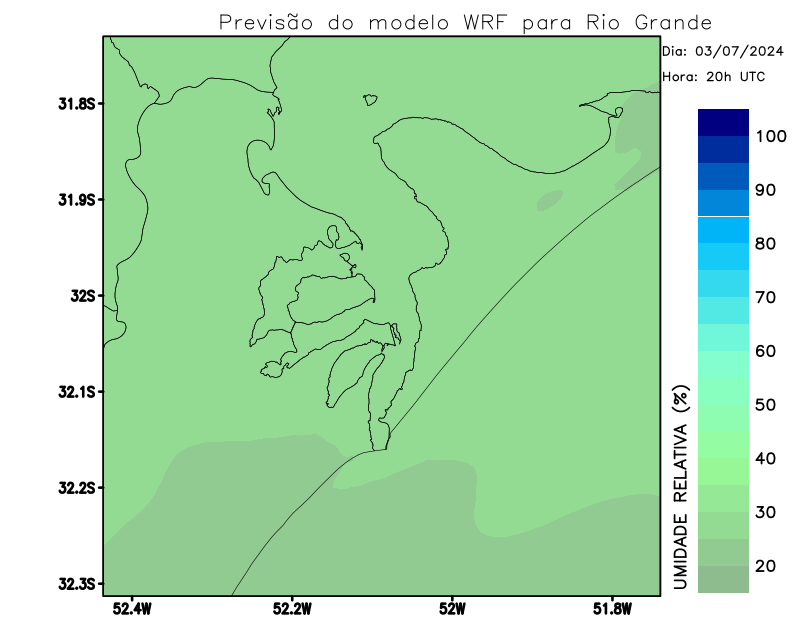 Previsão do modelo WRF para Rio Grande
Dia: 03/07/2024
Hora: 20h UTC
31.8S
31.9S
32S
32.1S
32.2S
32.3S
52.4W 52.2W 52W 51.8W
UMIDADE RELATIVA (%)
100
90
80
70
60
50
40
30
20